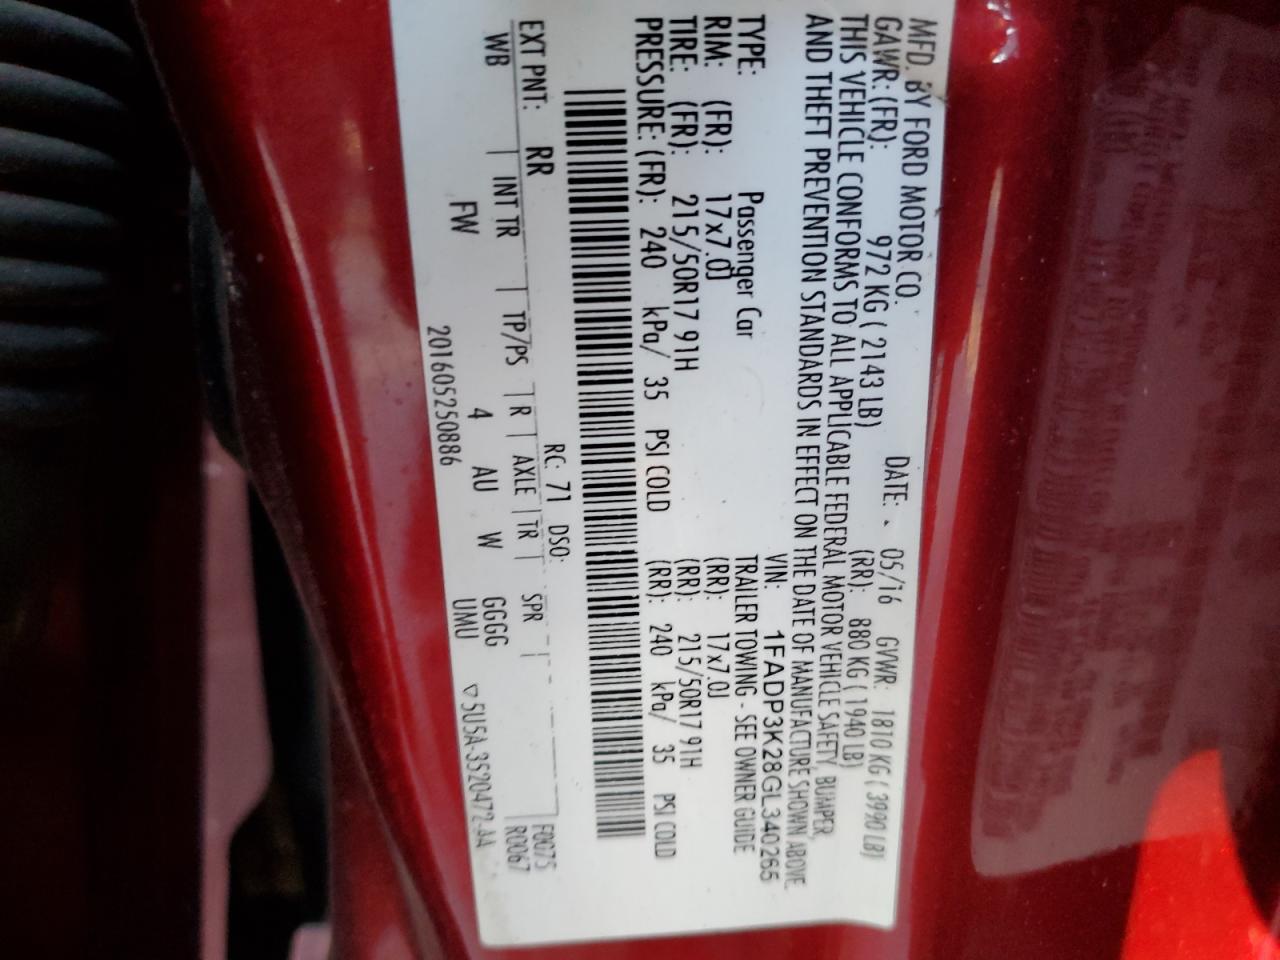 MFD. BY FORD MOTOR CO.
DATE: 05/16 GVWR: 1810 KG ( 3990 LB)
GAWR: (FR): 972 KG ( 2143 LB) (RR): 880 KG ( 1940 LB)
THIS VEHICLE CONFORMS TO ALL APPLICABLE FEDERAL MOTOR VEHICLE SAFETY, BUMPER,
AND THEFT PREVENTION STANDARDS IN EFFECT ON THE DATE OF MANUFACTURE SHOWN ABOVE.
VIN: 1FADP3K28GL340265
TYPE: Passenger Car TRAILER TOWING - SEE OWNER GUIDE
RIM: (FR): 17x7.0J (RR): 17x7.0J
TIRE: (FR): 215/50R17 91H (RR): 215/50R17 91H
PRESSURE: (FR): 240 kPa/ 35 PSI COLD (RR): 240 kPa/ 35 PSI COLD
EXT PNT: RR RC: 71 DSO: F0075
R0067
WB | INT TR | TP/PS | R | AXLE | TR | SPR |
FW 4 AU W GGGG
UMU
201605250886 ▽5U5A-3520472-AA